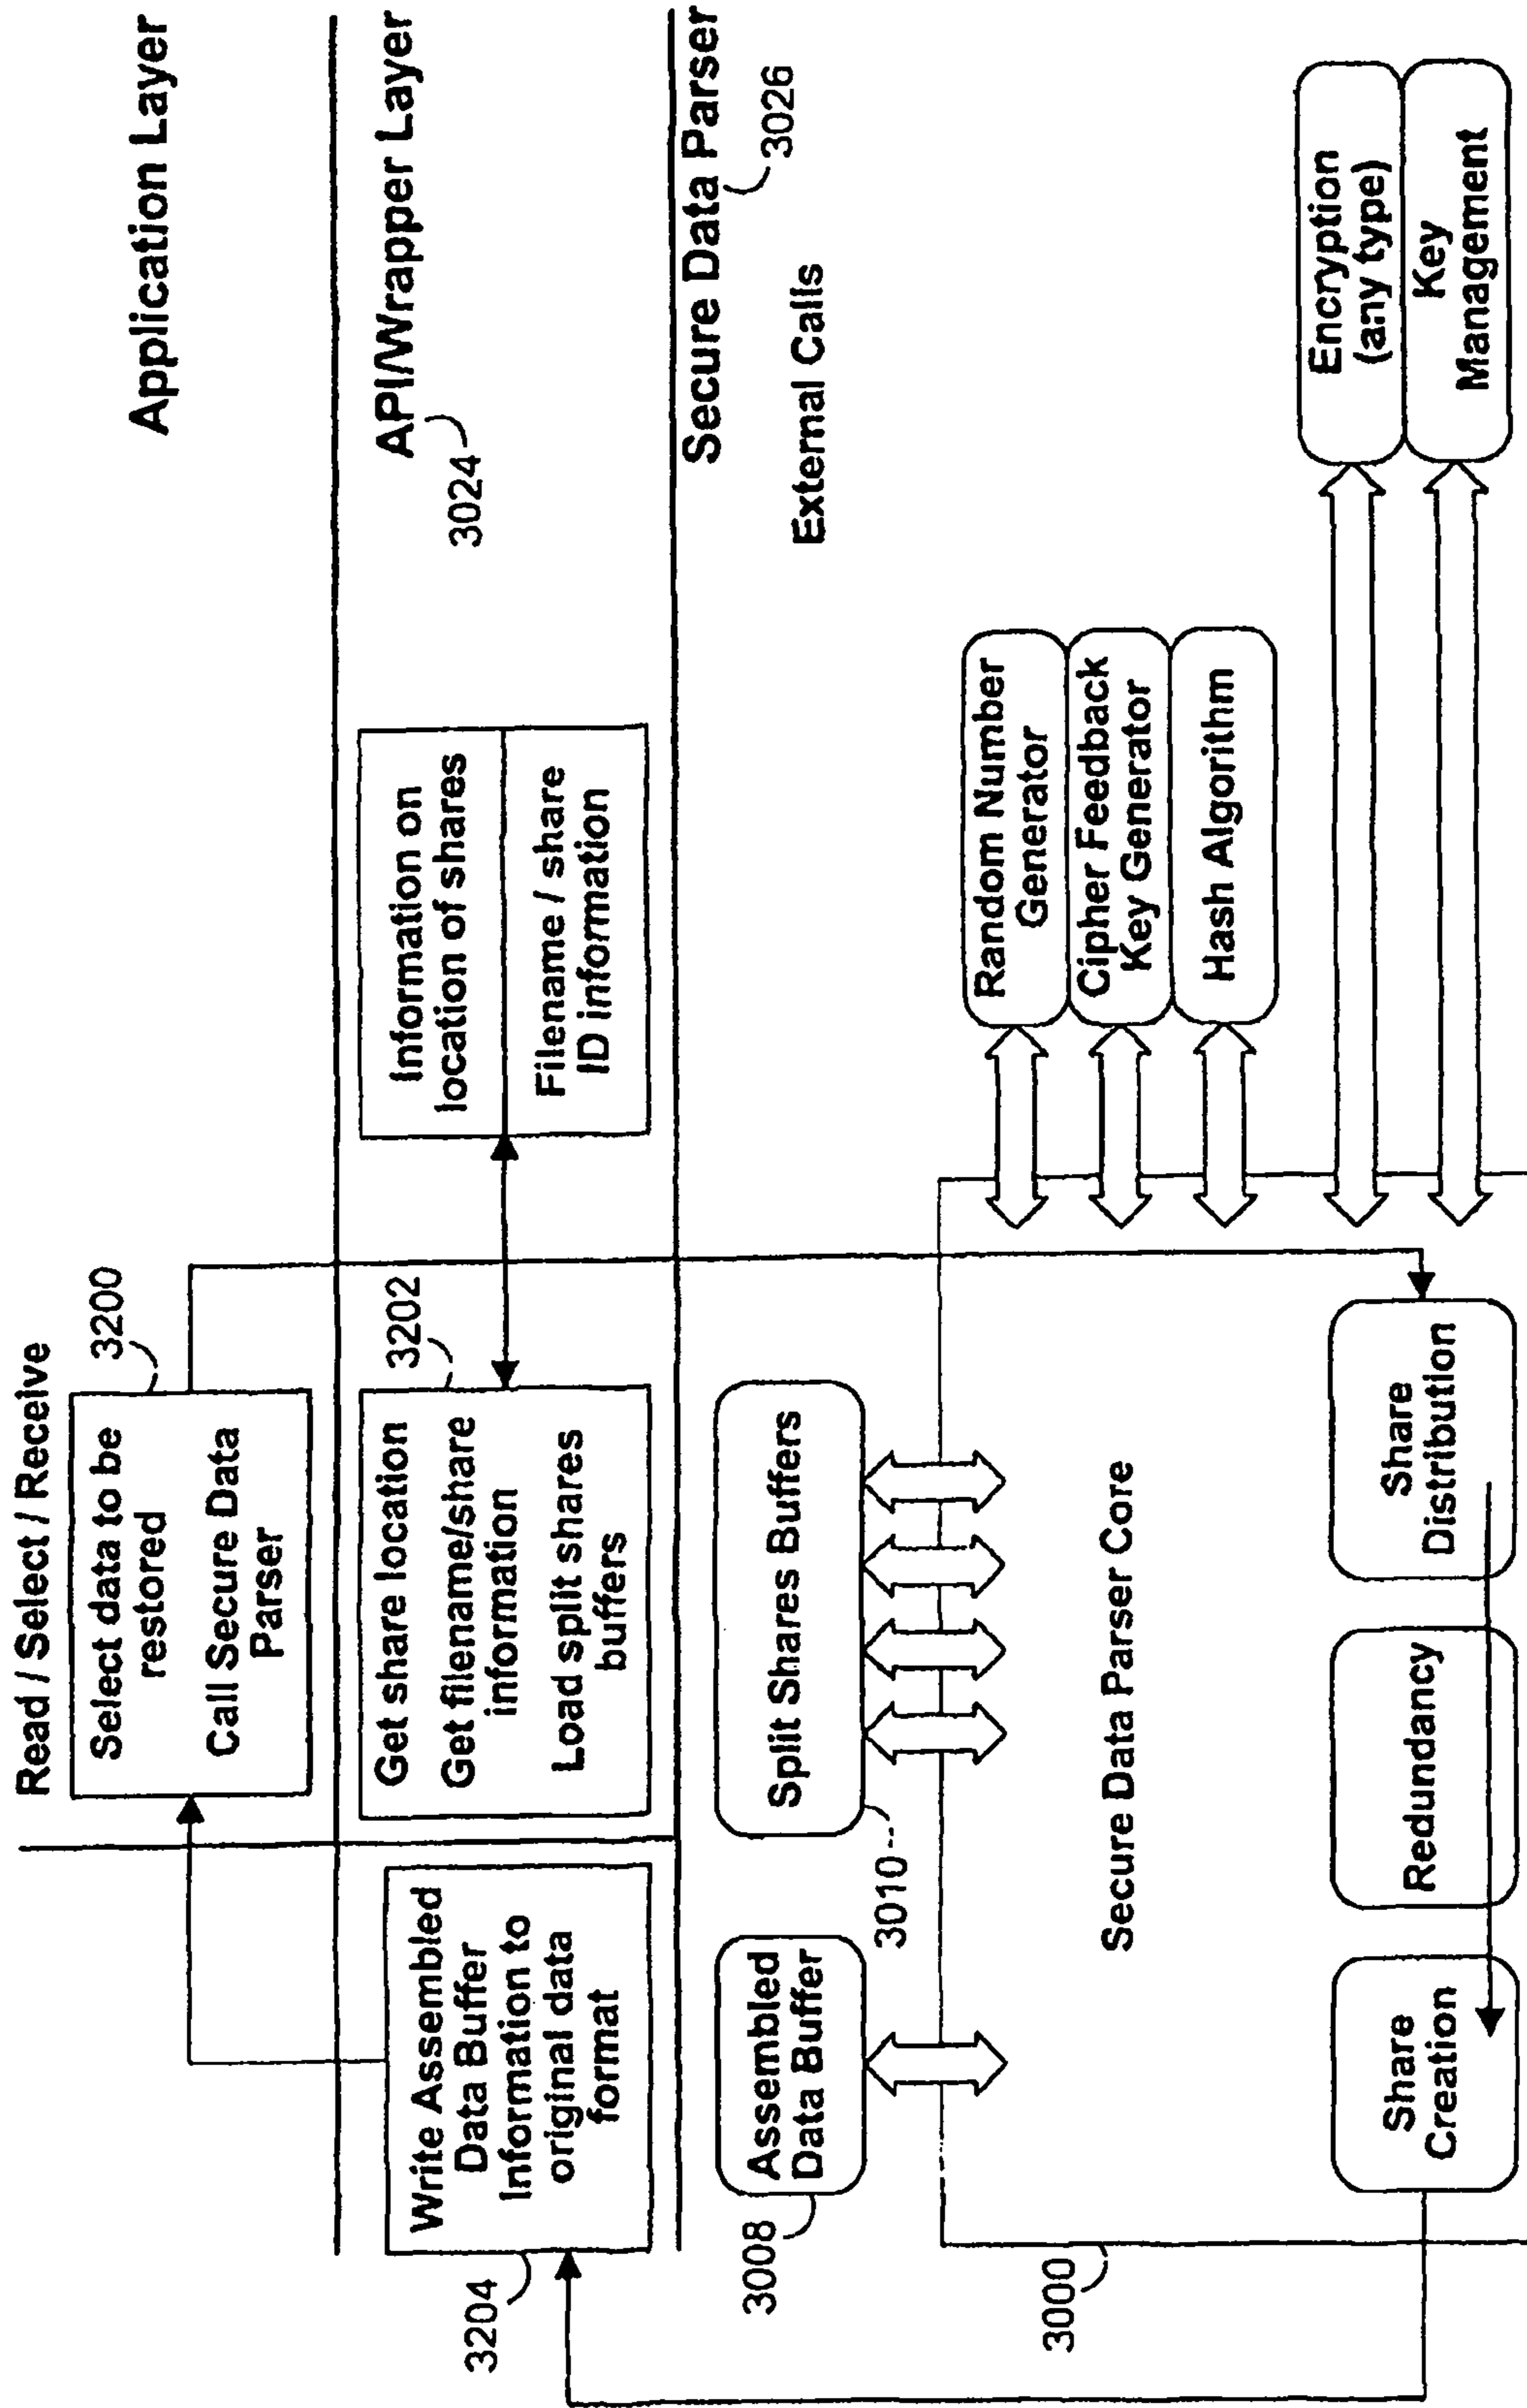 Read / Select / Receive
Application Layer
Select data to be
restored
Call Secure Data
Parser
3200
API/Wrapper Layer
3024
Write Assembled
Data Buffer
Information to
original data
format
3204
Get share location
Get filename/share
information
Load split shares
buffers
3202
Information on
location of shares
Filename / share
ID information
Secure Data Parser
3026
External Calls
Assembled
Data Buffer
3008
Split Shares Buffers
3010
Random Number
Generator
Cipher Feedback
Key Generator
Hash Algorithm
Secure Data Parser Core
3000
Encryption
(any type)
Key
Management
Share
Creation
Redundancy
Share
Distribution